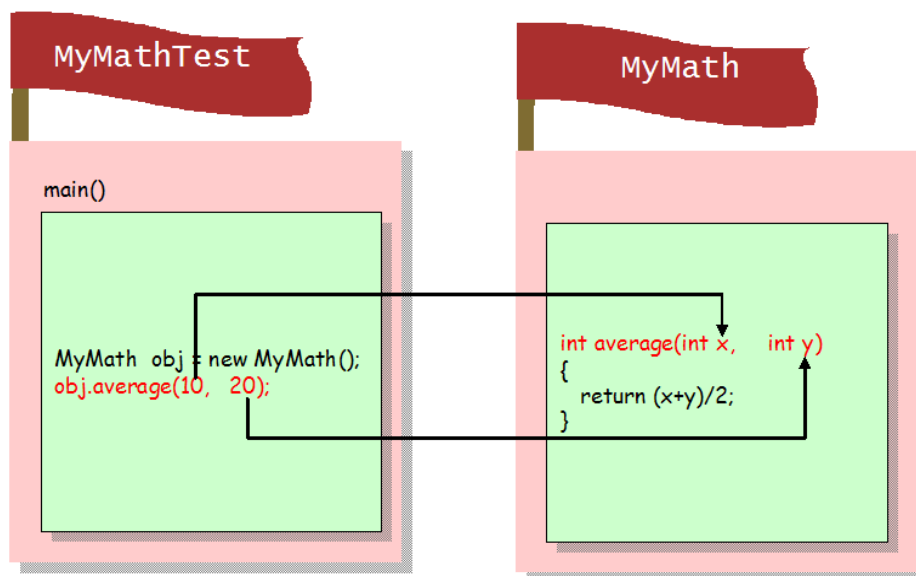 MyMathTest
main()
MyMath obj = new MyMath();
obj.average(10, 20);
MyMath
int average(int x, int y)
{
return (x+y)/2;
}